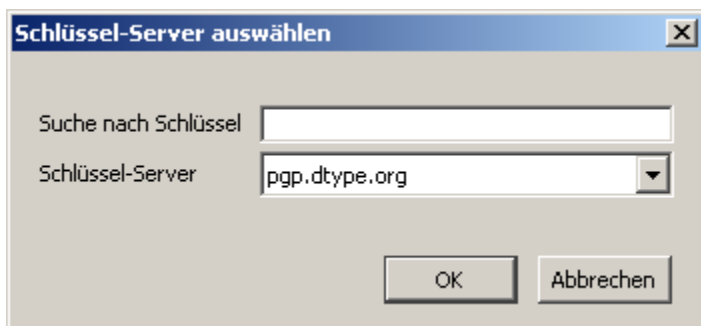 Schlüssel-Server auswählen
Suche nach Schlüssel
Schlüssel-Server pgp.dtype.org
OK Abbrechen